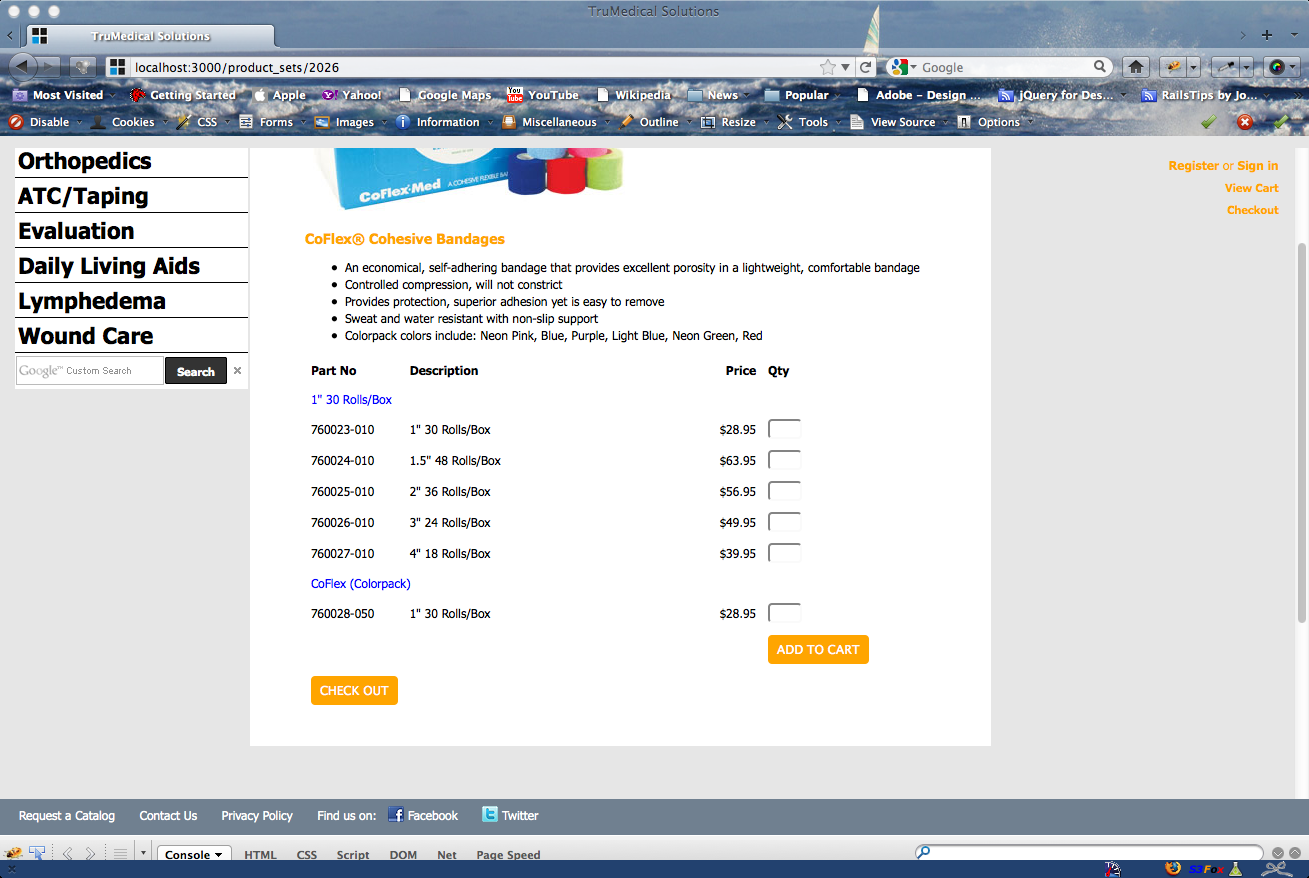 TruMedical Solutions
TruMedical Solutions
localhost:3000/product_sets/2026
Google
Most Visited Getting Started Apple Yahoo! Google Maps YouTube Wikipedia News Popular Adobe – Design ... jQuery for Des... RailsTips by Jo...
Disable Cookies CSS Forms Images Information Miscellaneous Outline Resize Tools View Source Options
Orthopedics
ATC/Taping
Evaluation
Daily Living Aids
Lymphedema
Wound Care
Google™ Custom Search Search ×
Register or Sign in
View Cart
Checkout
CoFlex·Med A COHESIVE FLEXIBLE BA
CoFlex® Cohesive Bandages
• An economical, self-adhering bandage that provides excellent porosity in a lightweight, comfortable bandage
• Controlled compression, will not constrict
• Provides protection, superior adhesion yet is easy to remove
• Sweat and water resistant with non-slip support
• Colorpack colors include: Neon Pink, Blue, Purple, Light Blue, Neon Green, Red
Part No Description Price Qty
1" 30 Rolls/Box
760023-010 1" 30 Rolls/Box $28.95
760024-010 1.5" 48 Rolls/Box $63.95
760025-010 2" 36 Rolls/Box $56.95
760026-010 3" 24 Rolls/Box $49.95
760027-010 4" 18 Rolls/Box $39.95
CoFlex (Colorpack)
760028-050 1" 30 Rolls/Box $28.95
ADD TO CART
CHECK OUT
Request a Catalog Contact Us Privacy Policy Find us on: Facebook Twitter
Console HTML CSS Script DOM Net Page Speed
S3Fox